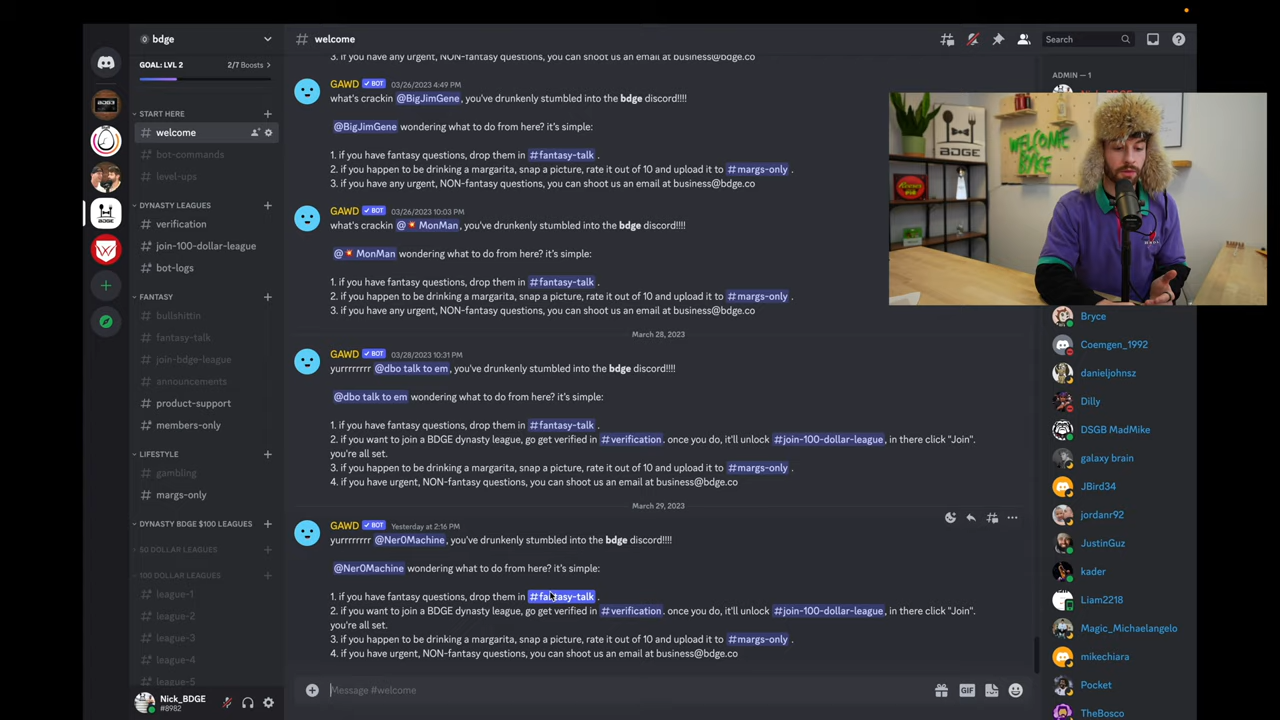 bdge
GOAL: LVL 2
2/7 Boosts >
START HERE
welcome
bot-commands
level-ups
DYNASTY LEAGUES
verification
join-100-dollar-league
bot-logs
FANTASY
bullshittin
fantasy-talk
join-bdge-league
announcements
product-support
members-only
LIFESTYLE
gambling
margs-only
DYNASTY BDGE $100 LEAGUES
50 DOLLAR LEAGUES
100 DOLLAR LEAGUES
league-1
league-2
league-3
league-4
league-5
Nick_BDGE
#8982
# welcome
Search
3. if you have any urgent, NON-fantasy questions, you can shoot us an email at business@bdge.co
GAWD BOT 03/26/2023 4:49 PM
what's crackin @BigJimGene, you've drunkenly stumbled into the bdge discord!!!!
@BigJimGene wondering what to do from here? it's simple:
1. if you have fantasy questions, drop them in #fantasy-talk .
2. if you happen to be drinking a margarita, snap a picture, rate it out of 10 and upload it to #margs-only .
3. if you have any urgent, NON-fantasy questions, you can shoot us an email at business@bdge.co
GAWD BOT 03/26/2023 10:03 PM
what's crackin @💥 MonMan, you've drunkenly stumbled into the bdge discord!!!!
@💥 MonMan wondering what to do from here? it's simple:
1. if you have fantasy questions, drop them in #fantasy-talk .
2. if you happen to be drinking a margarita, snap a picture, rate it out of 10 and upload it to #margs-only .
3. if you have any urgent, NON-fantasy questions, you can shoot us an email at business@bdge.co
March 28, 2023
GAWD BOT 03/28/2023 10:31 PM
yurrrrrrrr @dbo talk to em, you've drunkenly stumbled into the bdge discord!!!!
@dbo talk to em wondering what to do from here? it's simple:
1. if you have fantasy questions, drop them in #fantasy-talk .
2. if you want to join a BDGE dynasty league, go get verified in #verification. once you do, it'll unlock #join-100-dollar-league, in there click "Join".
you're all set.
3. if you happen to be drinking a margarita, snap a picture, rate it out of 10 and upload it to #margs-only .
4. if you have urgent, NON-fantasy questions, you can shoot us an email at business@bdge.co
March 29, 2023
GAWD BOT Yesterday at 2:16 PM
yurrrrrrrr @Ner0Machine, you've drunkenly stumbled into the bdge discord!!!!
@Ner0Machine wondering what to do from here? it's simple:
1. if you have fantasy questions, drop them in #fantasy-talk .
2. if you want to join a BDGE dynasty league, go get verified in #verification. once you do, it'll unlock #join-100-dollar-league, in there click "Join".
you're all set.
3. if you happen to be drinking a margarita, snap a picture, rate it out of 10 and upload it to #margs-only .
4. if you have urgent, NON-fantasy questions, you can shoot us an email at business@bdge.co
Message #welcome
GIF
ADMIN — 1
BDGE
WELCOME
BDGE
Bryce
Coemgen_1992
danieljohnsz
Dilly
DSGB MadMike
galaxy brain
JBird34
jordanr92
JustinGuz
kader
Liam2218
Magic_Michaelangelo
mikechiara
Pocket
TheBosco